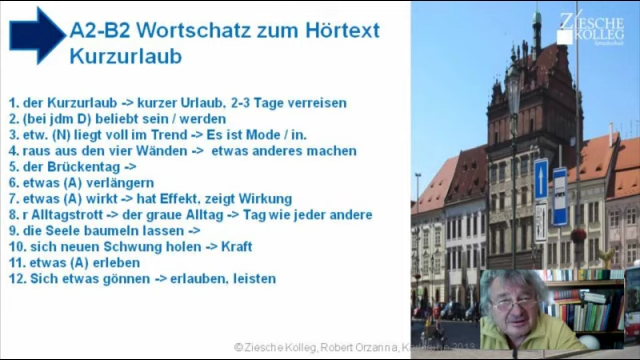 ZIESCHE
KOLLEG
A2-B2 Wortschatz zum Hörtext
Kurzurlaub
1. der Kurzurlaub -> kurzer Urlaub, 2-3 Tage verreisen
2. (bei jdm D) beliebt sein / werden
3. etw. (N) liegt voll im Trend -> Es ist Mode / in.
4. raus aus den vier Wänden -> etwas anderes machen
5. der Brückentag ->
6. etwas (A) verlängern
7. etwas (A) wirkt -> hat Effekt, zeigt Wirkung
8. r Alltagstrott -> der graue Alltag -> Tag wie jeder andere
9. die Seele baumeln lassen ->
10. sich neuen Schwung holen -> Kraft
11. etwas (A) erleben
12. Sich etwas gönnen -> erlauben, leisten
©Ziesche Kolleg, Robert Orzanna,